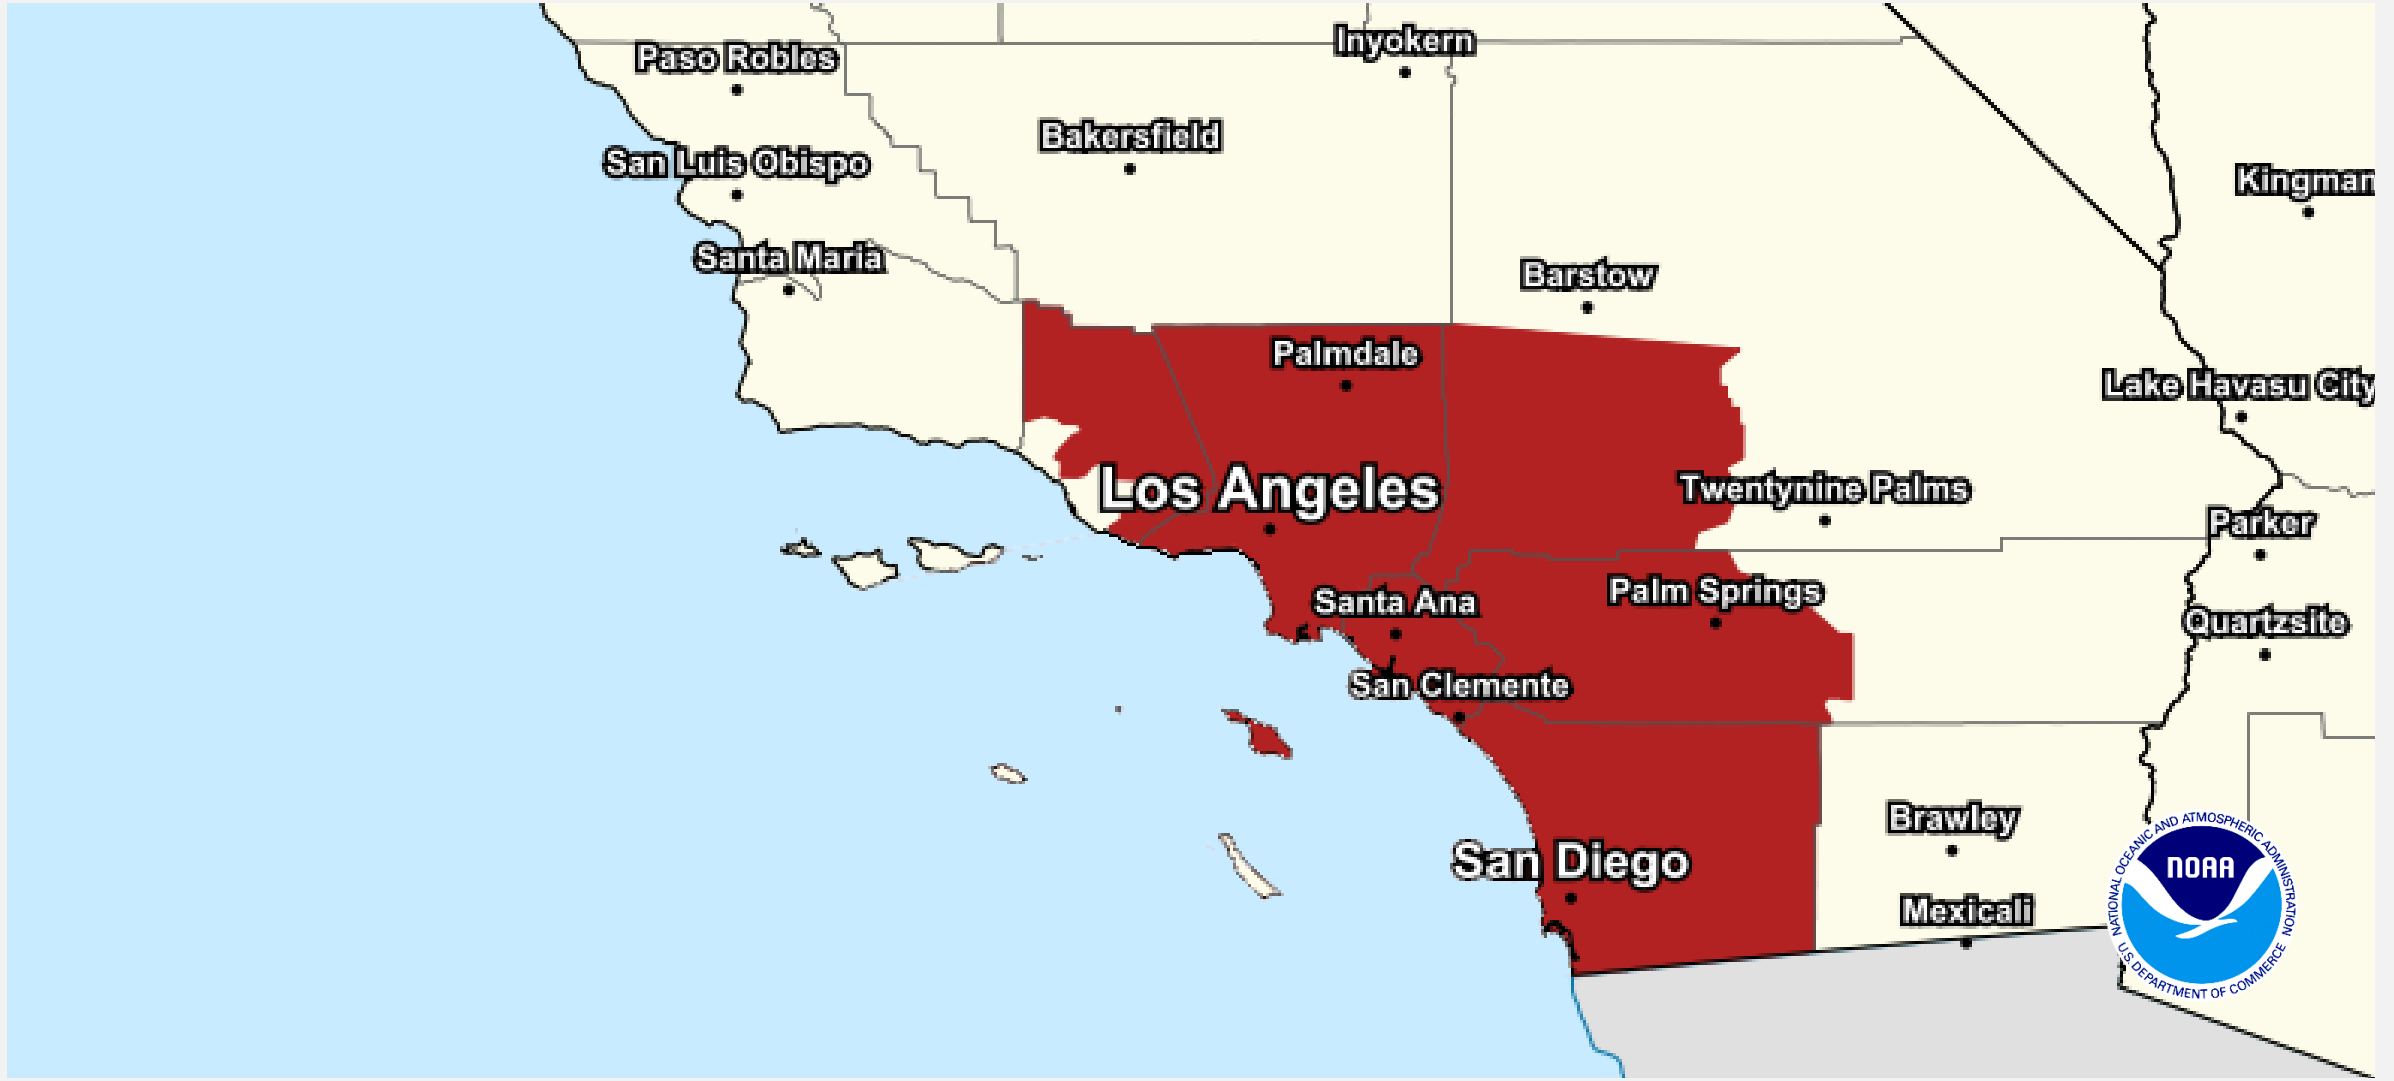 Inyokern
Paso Robles
Bakersfield
San Luis Obispo
Kingman
Santa Maria
Barstow
Palmdale
Lake Havasu City
Los Angeles
Twentynine Palms
Parker
Palm Springs
Santa Ana
Quartzsite
San Clemente
Brawley
San Diego
Mexicali
NATIONAL OCEANIC AND ATMOSPHERIC ADMINISTRATION
NOAA
U.S. DEPARTMENT OF COMMERCE